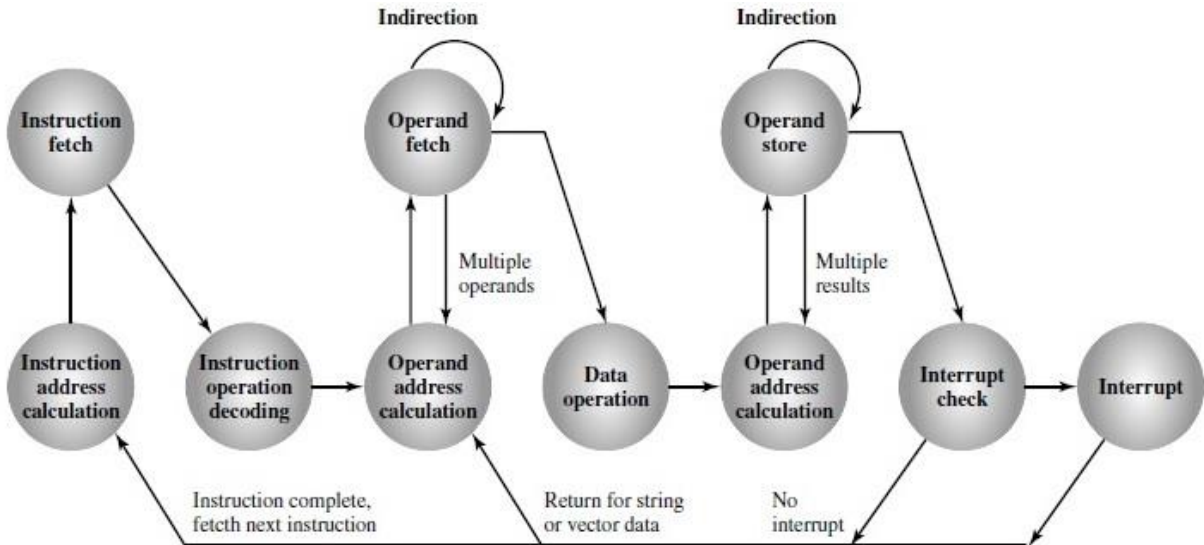 Indirection
Indirection
Instruction
fetch
Operand
fetch
Operand
store
Multiple
operands
Multiple
results
Instruction
address
calculation
Instruction
operation
decoding
Operand
address
calculation
Data
operation
Operand
address
calculation
Interrupt
check
Interrupt
Instruction complete,
fetcth next instruction
Return for string
or vector data
No
interrupt